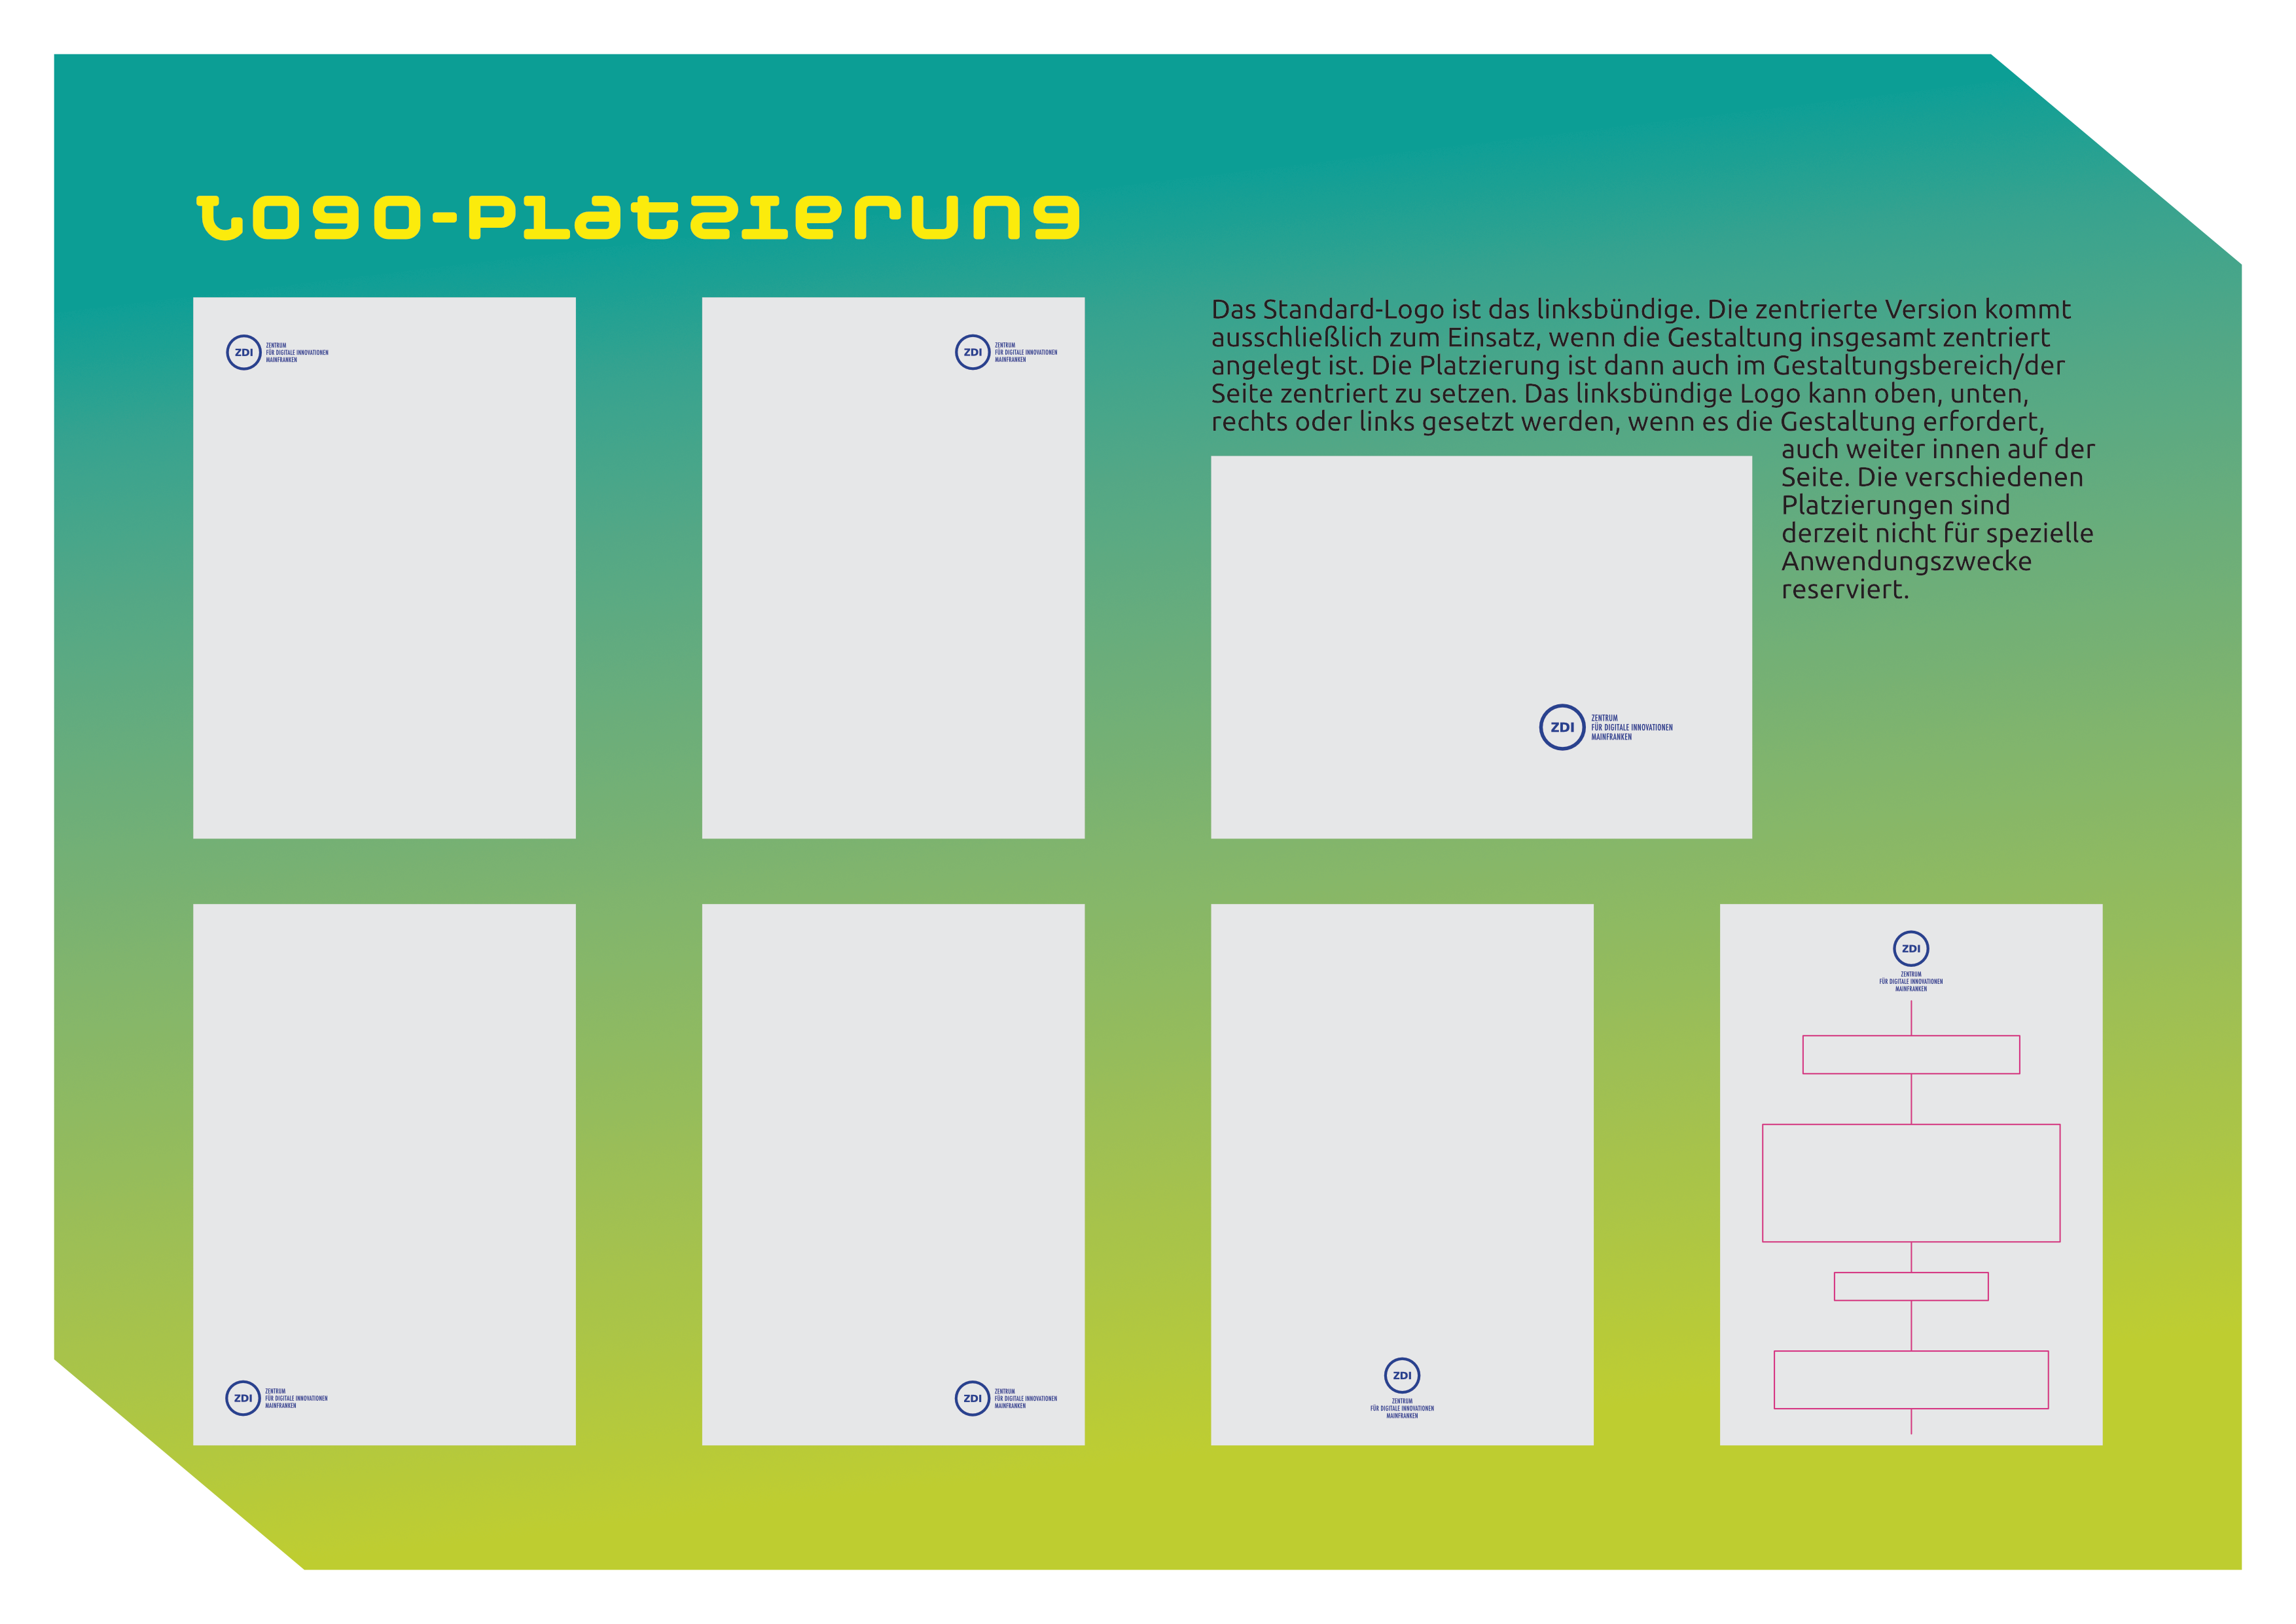 Logo-Platzierung
ZDI
ZENTRUM
FÜR DIGITALE INNOVATIONEN
MAINFRANKEN
ZDI
ZENTRUM
FÜR DIGITALE INNOVATIONEN
MAINFRANKEN
Das Standard-Logo ist das linksbündige. Die zentrierte Version kommt
ausschließlich zum Einsatz, wenn die Gestaltung insgesamt zentriert
angelegt ist. Die Platzierung ist dann auch im Gestaltungsbereich/der
Seite zentriert zu setzen. Das linksbündige Logo kann oben, unten,
rechts oder links gesetzt werden, wenn es die Gestaltung erfordert,
auch weiter innen auf der
Seite. Die verschiedenen
Platzierungen sind
derzeit nicht für spezielle
Anwendungszwecke
reserviert.
ZDI
ZENTRUM
FÜR DIGITALE INNOVATIONEN
MAINFRANKEN
ZDI
ZENTRUM
FÜR DIGITALE INNOVATIONEN
MAINFRANKEN
ZDI
ZENTRUM
FÜR DIGITALE INNOVATIONEN
MAINFRANKEN
ZDI
ZENTRUM
FÜR DIGITALE INNOVATIONEN
MAINFRANKEN
ZDI
ZENTRUM
FÜR DIGITALE INNOVATIONEN
MAINFRANKEN